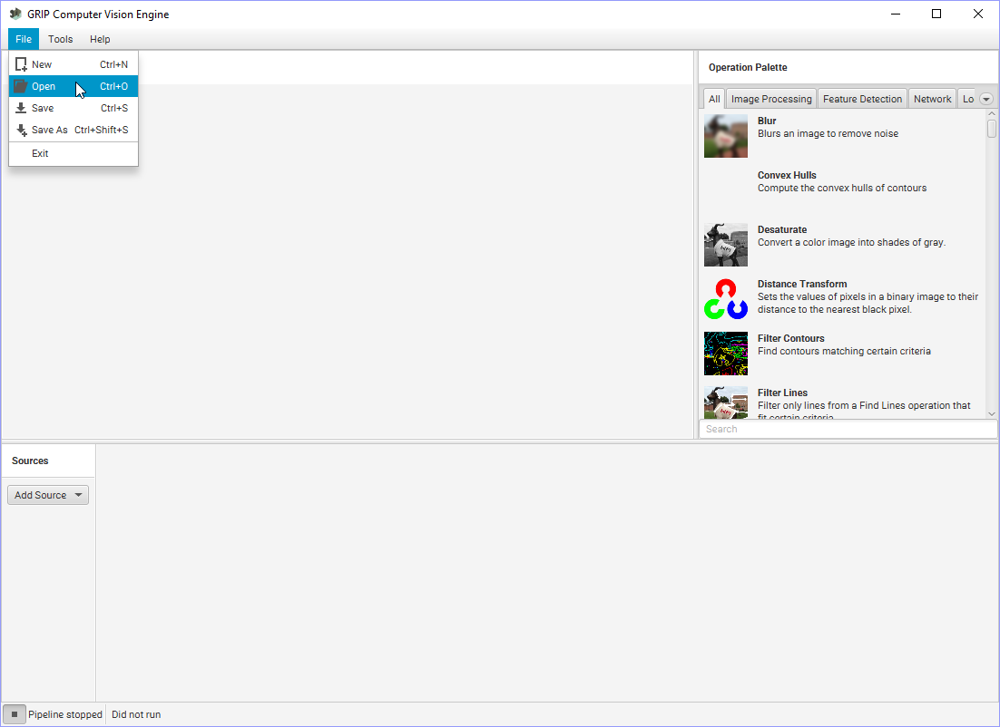 GRIP Computer Vision Engine
File Tools Help
New Ctrl+N
Open Ctrl+O
Save Ctrl+S
Save As Ctrl+Shift+S
Exit
Operation Palette
All Image Processing Feature Detection Network Lo
Blur
Blurs an image to remove noise
Convex Hulls
Compute the convex hulls of contours
Desaturate
Convert a color image into shades of gray.
Distance Transform
Sets the values of pixels in a binary image to their
distance to the nearest black pixel.
Filter Contours
Find contours matching certain criteria
Filter Lines
Filter only lines from a Find Lines operation that
fit certain criteria
Search
Sources
Add Source
Pipeline stopped Did not run